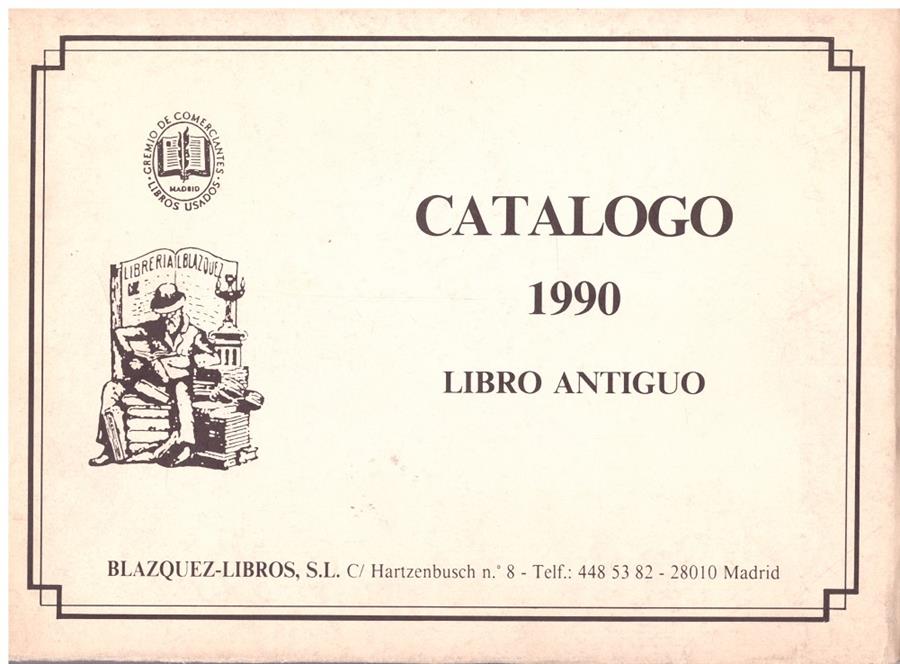 GREMIO DE COMERCIANTES
MADRID
· LIBROS USADOS ·
LIBRERIA L. BLAZQUEZ
CATALOGO
1990
LIBRO ANTIGUO
BLAZQUEZ-LIBROS, S.L. C/ Hartzenbusch n.º 8 - Telf.: 448 53 82 - 28010 Madrid